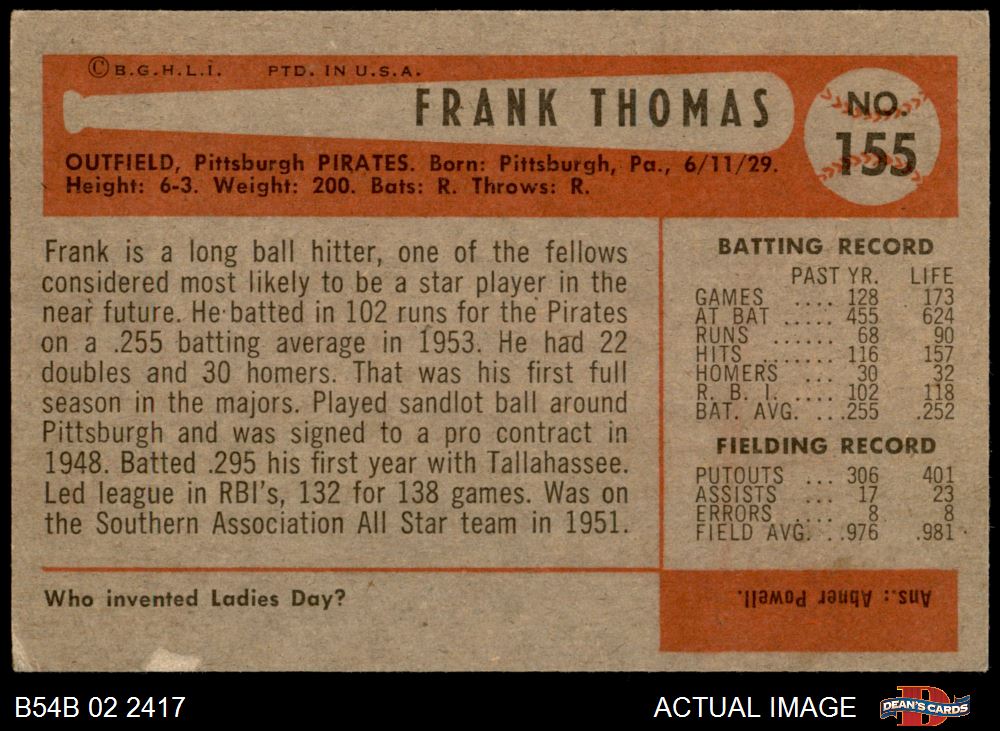 © B.G.H.L.I. PTD. IN U.S.A.
FRANK THOMAS
NO.
155
OUTFIELD, Pittsburgh PIRATES. Born: Pittsburgh, Pa., 6/11/29.
Height: 6-3. Weight: 200. Bats: R. Throws: R.
Frank is a long ball hitter, one of the fellows
considered most likely to be a star player in the
near future. He batted in 102 runs for the Pirates
on a .255 batting average in 1953. He had 22
doubles and 30 homers. That was his first full
season in the majors. Played sandlot ball around
Pittsburgh and was signed to a pro contract in
1948. Batted .295 his first year with Tallahassee.
Led league in RBI's, 132 for 138 games. Was on
the Southern Association All Star team in 1951.
BATTING RECORD
PAST YR. LIFE
GAMES .... 128 173
AT BAT ..... 455 624
RUNS ...... 68 90
HITS ....... 116 157
HOMERS ... 30 32
R. B. I. .... 102 118
BAT. AVG. ...255 .252
FIELDING RECORD
PUTOUTS ... 306 401
ASSISTS ... 17 23
ERRORS .... 8 8
FIELD AVG. . .976 .981
Who invented Ladies Day?
Ans.: Abner Powell.
B54B 02 2417
ACTUAL IMAGE
D
DEAN'S CARDS